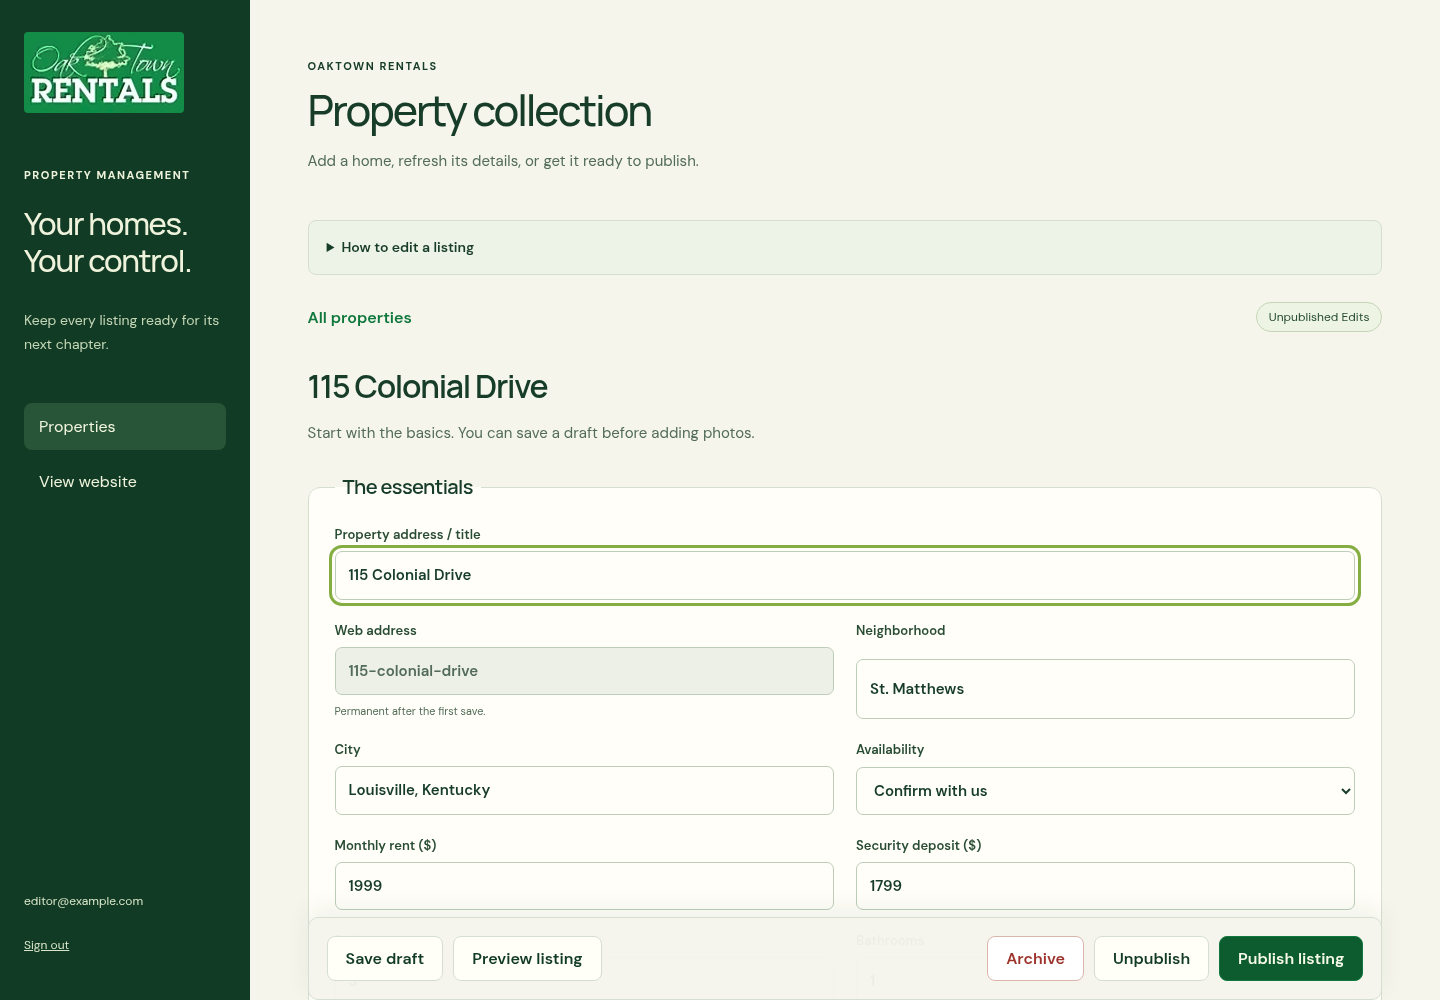 Oak Town
RENTALS
PROPERTY MANAGEMENT
Your homes.
Your control.
Keep every listing ready for its
next chapter.
Properties
View website
editor@example.com
Sign out
OAKTOWN RENTALS
Property collection
Add a home, refresh its details, or get it ready to publish.
How to edit a listing
All properties
Unpublished Edits
115 Colonial Drive
Start with the basics. You can save a draft before adding photos.
The essentials
Property address / title
115 Colonial Drive
Web address
115-colonial-drive
Permanent after the first save.
Neighborhood
St. Matthews
City
Louisville, Kentucky
Availability
Confirm with us
Monthly rent ($)
1999
Security deposit ($)
1799
Bathrooms
1
Save draft
Preview listing
Archive
Unpublish
Publish listing